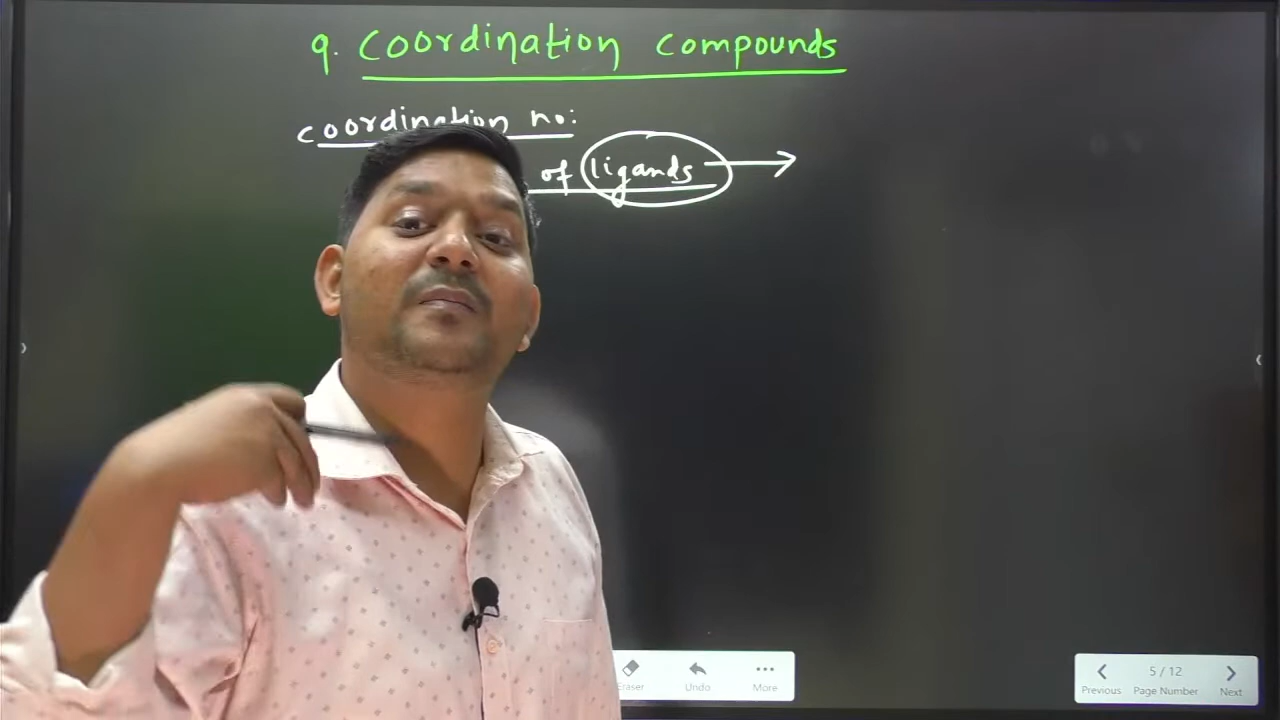 9. Coordination Compounds
Coordination no:
of ligands →
Eraser
Undo
More
5 / 12
Previous
Page Number
Next